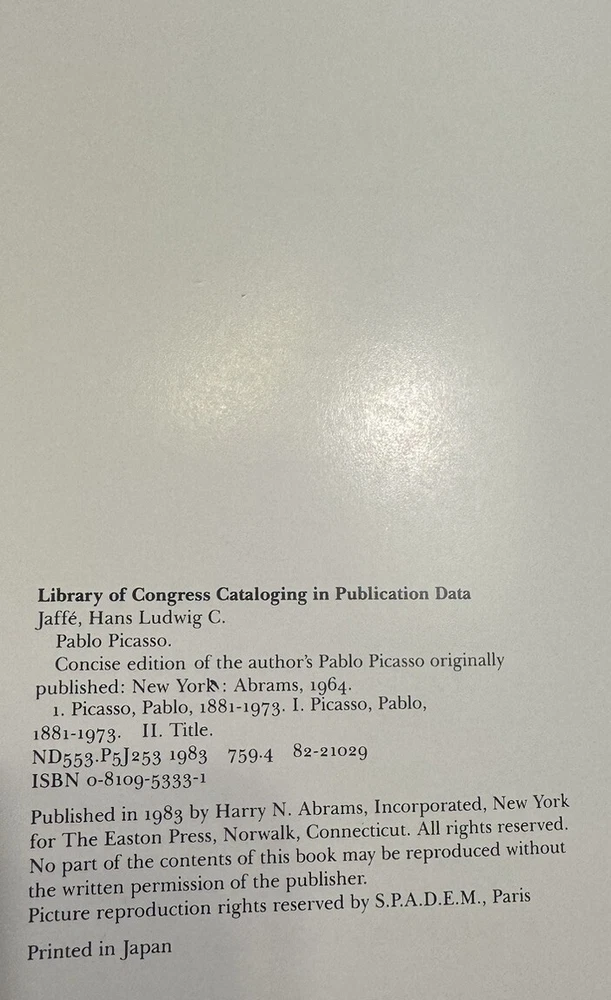 Library of Congress Cataloging in Publication Data
Jaffé, Hans Ludwig C.
Pablo Picasso.
Concise edition of the author's Pablo Picasso originally
published: New York: Abrams, 1964.
1. Picasso, Pablo, 1881-1973. I. Picasso, Pablo,
1881-1973. II. Title.
ND553.P5J253 1983 759.4 82-21029
ISBN 0-8109-5333-1
Published in 1983 by Harry N. Abrams, Incorporated, New York
for The Easton Press, Norwalk, Connecticut. All rights reserved.
No part of the contents of this book may be reproduced without
the written permission of the publisher.
Picture reproduction rights reserved by S.P.A.D.E.M., Paris
Printed in Japan